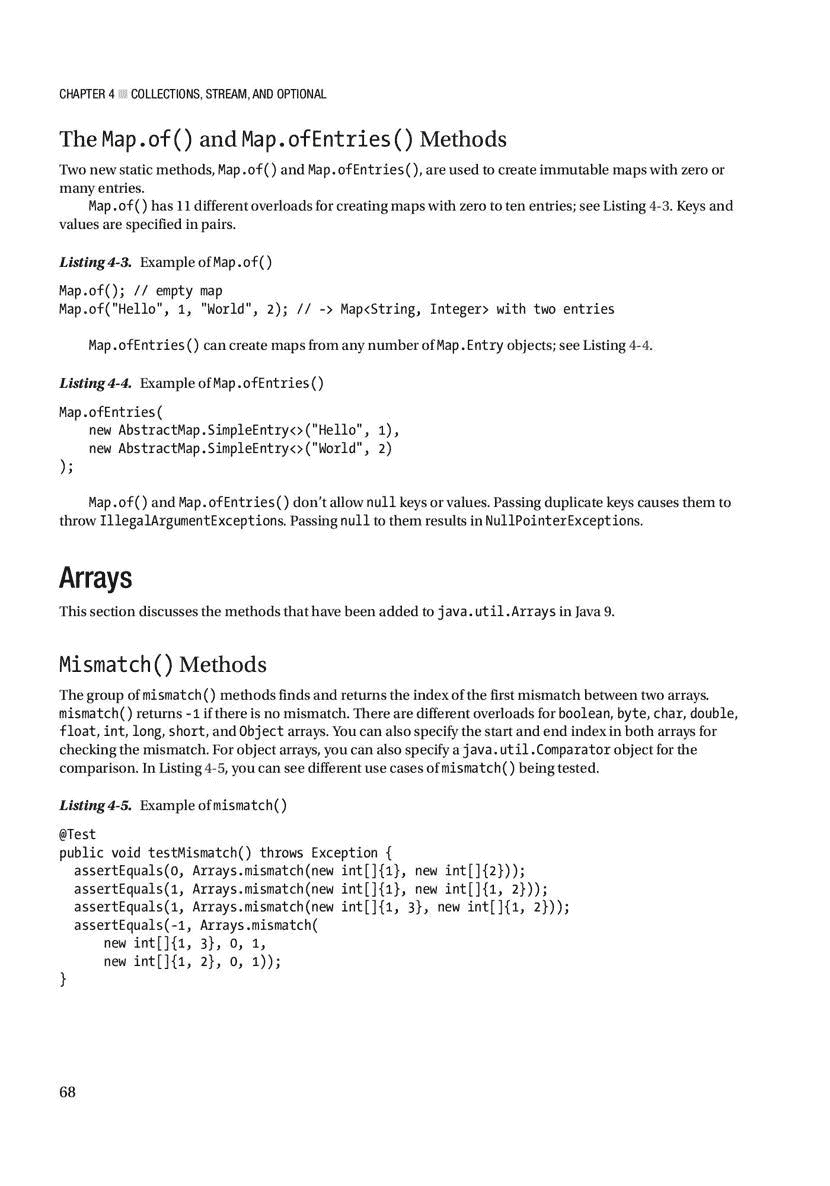 CHAPTER 4 ▒ COLLECTIONS, STREAM, AND OPTIONAL
The Map.of() and Map.ofEntries() Methods
Two new static methods, Map.of() and Map.ofEntries(), are used to create immutable maps with zero or
many entries.
Map.of() has 11 different overloads for creating maps with zero to ten entries; see Listing 4-3. Keys and
values are specified in pairs.
Listing 4-3. Example of Map.of()
Map.of(); // empty map
Map.of("Hello", 1, "World", 2); // -> Map<String, Integer> with two entries
Map.ofEntries() can create maps from any number of Map.Entry objects; see Listing 4-4.
Listing 4-4. Example of Map.ofEntries()
Map.ofEntries(
    new AbstractMap.SimpleEntry<>("Hello", 1),
    new AbstractMap.SimpleEntry<>("World", 2)
);
Map.of() and Map.ofEntries() don't allow null keys or values. Passing duplicate keys causes them to
throw IllegalArgumentExceptions. Passing null to them results in NullPointerExceptions.
Arrays
This section discusses the methods that have been added to java.util.Arrays in Java 9.
Mismatch() Methods
The group of mismatch() methods finds and returns the index of the first mismatch between two arrays.
mismatch() returns -1 if there is no mismatch. There are different overloads for boolean, byte, char, double,
float, int, long, short, and Object arrays. You can also specify the start and end index in both arrays for
checking the mismatch. For object arrays, you can also specify a java.util.Comparator object for the
comparison. In Listing 4-5, you can see different use cases of mismatch() being tested.
Listing 4-5. Example of mismatch()
@Test
public void testMismatch() throws Exception {
  assertEquals(0, Arrays.mismatch(new int[]{1}, new int[]{2}));
  assertEquals(1, Arrays.mismatch(new int[]{1}, new int[]{1, 2}));
  assertEquals(1, Arrays.mismatch(new int[]{1, 3}, new int[]{1, 2}));
  assertEquals(-1, Arrays.mismatch(
      new int[]{1, 3}, 0, 1,
      new int[]{1, 2}, 0, 1));
}
68